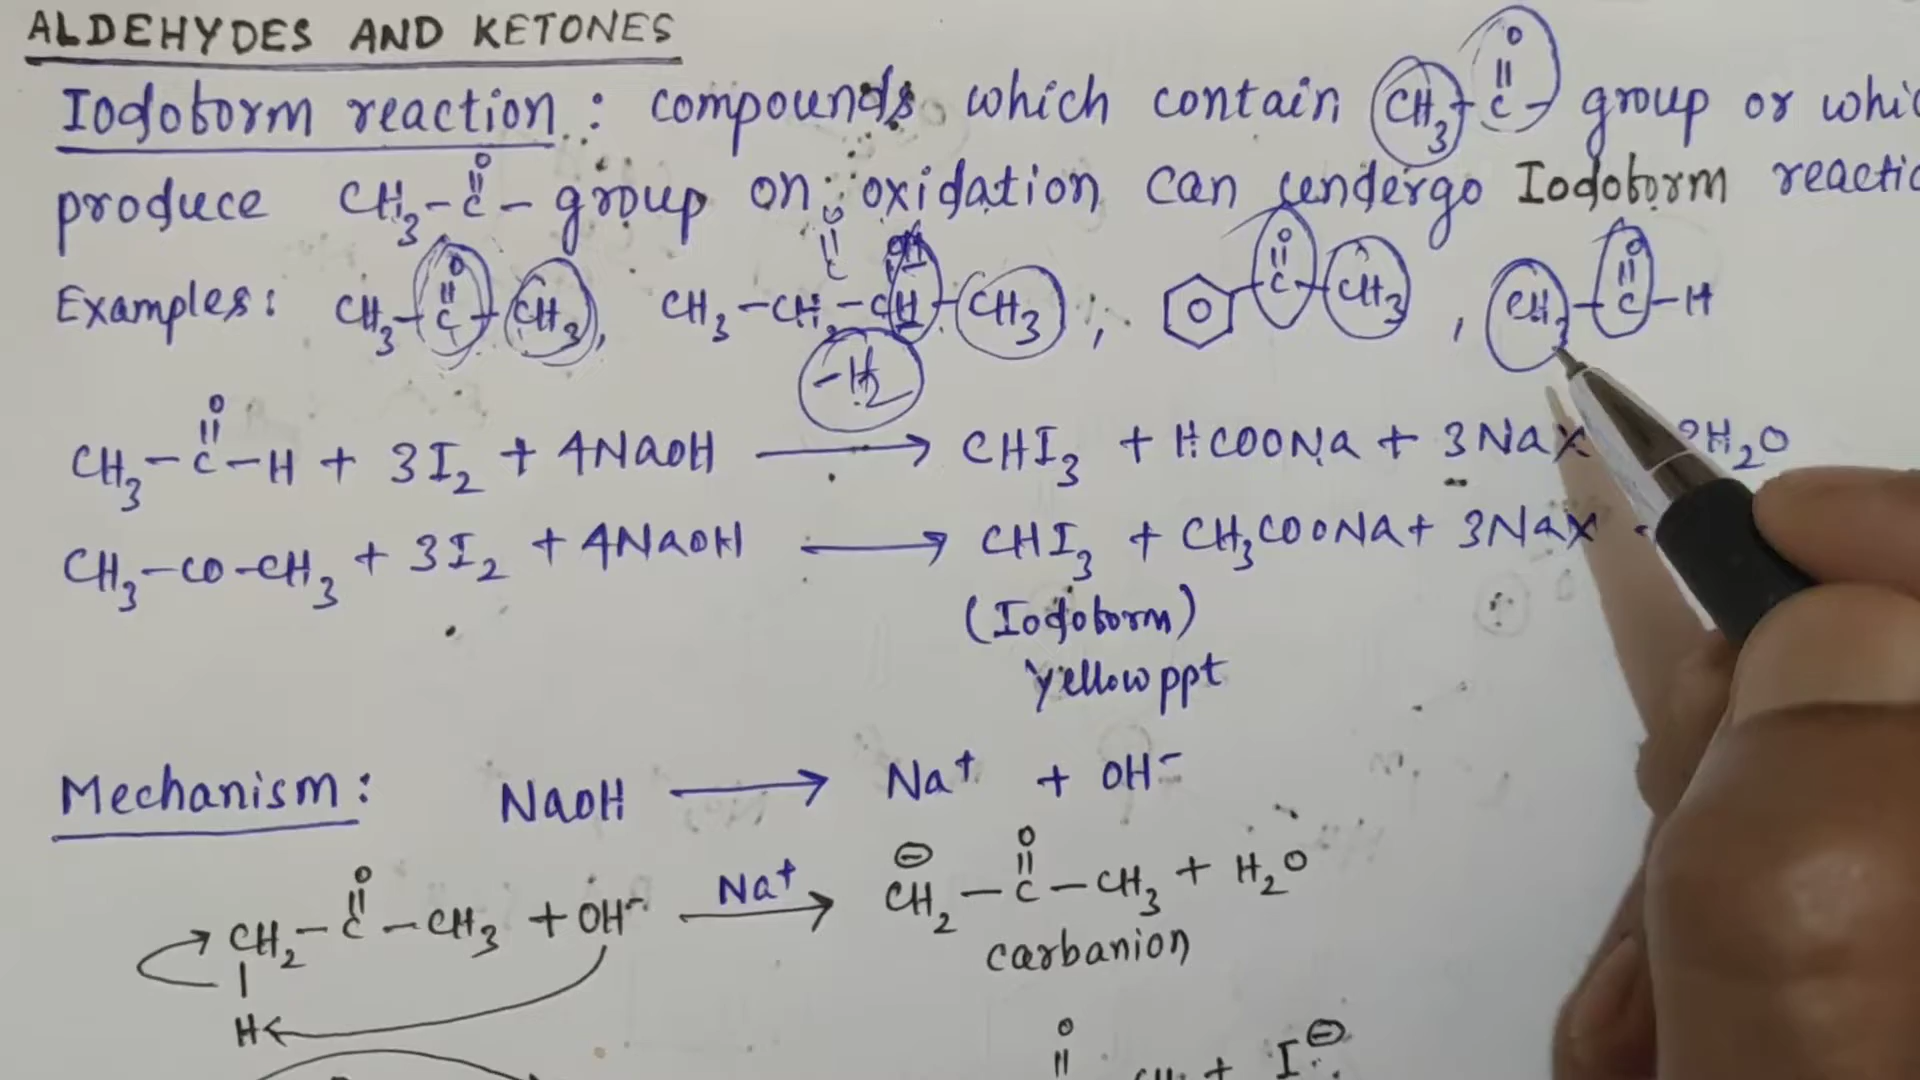 ALDEHYDES AND KETONES
Iodoform reaction : compounds which contain CH3-C(=O)- group or whic
produce CH3-C(=O)- group on oxidation can undergo Iodoform reactio
Examples: CH3-C(=O)-CH3, CH3-CH2-CH(OH)-CH3, C(=O)-CH3, CH3-C(=O)-H
O=C
-H2
CH3-C(=O)-H + 3I2 + 4NaOH → CHI3 + HCOONa + 3NaX H2O
CH3-CO-CH3 + 3I2 + 4NaOH → CHI3 + CH3COONa + 3NaX
(Iodoform)
yellow ppt
Mechanism: NaOH → Na+ + OH-
CH2-C(=O)-CH3 + OH- Na+ → ⊖CH2-C(=O)-CH3 + H2O
H
carbanion
O
I⊖